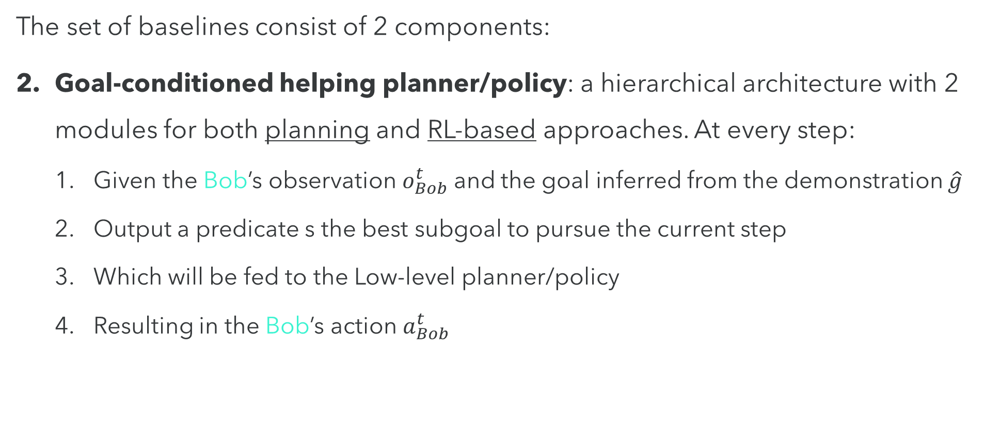 The set of baselines consist of 2 components:
2. Goal-conditioned helping planner/policy: a hierarchical architecture with 2
modules for both planning and RL-based approaches. At every step:
1. Given the Bob's observation $o^t_{Bob}$ and the goal inferred from the demonstration $\hat{g}$
2. Output a predicate s the best subgoal to pursue the current step
3. Which will be fed to the Low-level planner/policy
4. Resulting in the Bob's action $a^t_{Bob}$